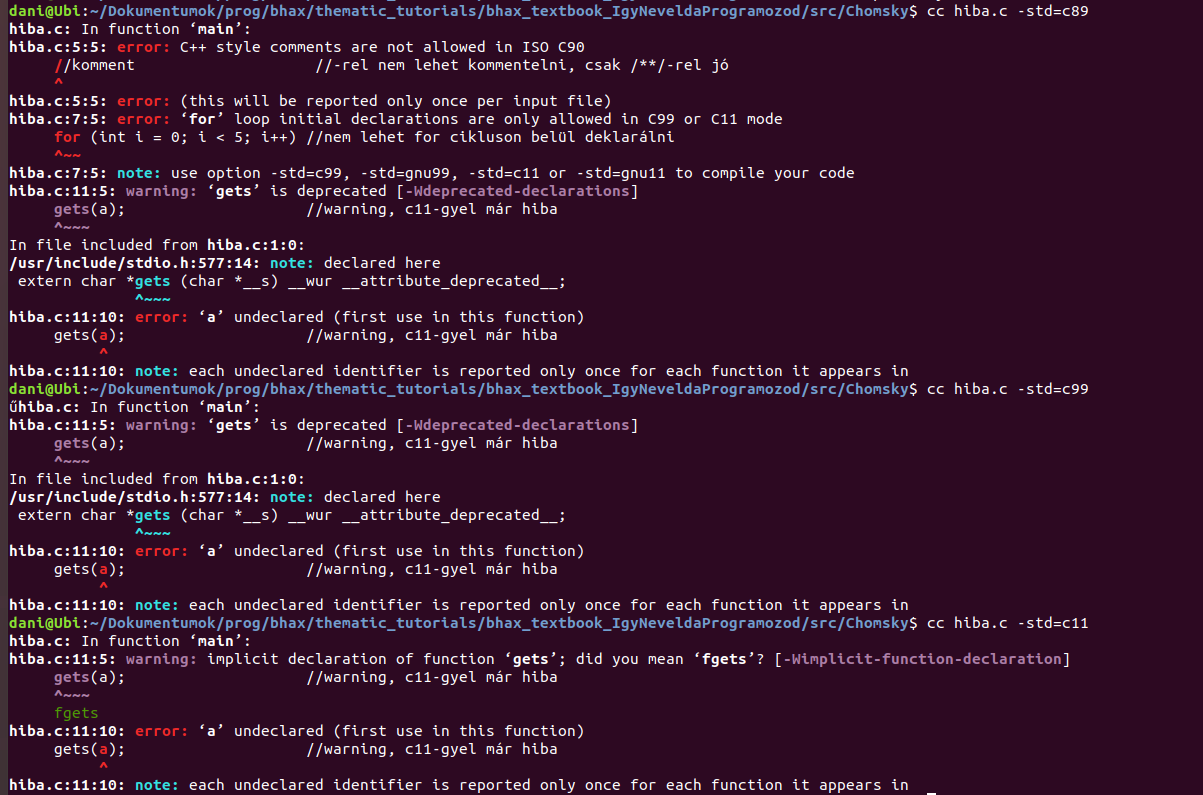 dani@Ubi:~/Dokumentumok/prog/bhax/thematic_tutorials/bhax_textbook_IgyNeveldaProgramozod/src/Chomsky$ cc hiba.c -std=c89
hiba.c: In function ‘main’:
hiba.c:5:5: error: C++ style comments are not allowed in ISO C90
     //komment                    //-rel nem lehet kommentelni, csak /**/-rel jó
     ^
hiba.c:5:5: error: (this will be reported only once per input file)
hiba.c:7:5: error: ‘for’ loop initial declarations are only allowed in C99 or C11 mode
     for (int i = 0; i < 5; i++) //nem lehet for cikluson belül deklarálni
     ^~~
hiba.c:7:5: note: use option -std=c99, -std=gnu99, -std=c11 or -std=gnu11 to compile your code
hiba.c:11:5: warning: ‘gets’ is deprecated [-Wdeprecated-declarations]
     gets(a);                    //warning, c11-gyel már hiba
     ^~~~
In file included from hiba.c:1:0:
/usr/include/stdio.h:577:14: note: declared here
 extern char *gets (char *__s) __wur __attribute_deprecated__;
              ^~~~
hiba.c:11:10: error: ‘a’ undeclared (first use in this function)
     gets(a);                    //warning, c11-gyel már hiba
          ^
hiba.c:11:10: note: each undeclared identifier is reported only once for each function it appears in
dani@Ubi:~/Dokumentumok/prog/bhax/thematic_tutorials/bhax_textbook_IgyNeveldaProgramozod/src/Chomsky$ cc hiba.c -std=c99
űhiba.c: In function ‘main’:
hiba.c:11:5: warning: ‘gets’ is deprecated [-Wdeprecated-declarations]
     gets(a);                    //warning, c11-gyel már hiba
     ^~~~
In file included from hiba.c:1:0:
/usr/include/stdio.h:577:14: note: declared here
 extern char *gets (char *__s) __wur __attribute_deprecated__;
              ^~~~
hiba.c:11:10: error: ‘a’ undeclared (first use in this function)
     gets(a);                    //warning, c11-gyel már hiba
          ^
hiba.c:11:10: note: each undeclared identifier is reported only once for each function it appears in
dani@Ubi:~/Dokumentumok/prog/bhax/thematic_tutorials/bhax_textbook_IgyNeveldaProgramozod/src/Chomsky$ cc hiba.c -std=c11
hiba.c: In function ‘main’:
hiba.c:11:5: warning: implicit declaration of function ‘gets’; did you mean ‘fgets’? [-Wimplicit-function-declaration]
     gets(a);                    //warning, c11-gyel már hiba
     ^~~~
     fgets
hiba.c:11:10: error: ‘a’ undeclared (first use in this function)
     gets(a);                    //warning, c11-gyel már hiba
          ^
hiba.c:11:10: note: each undeclared identifier is reported only once for each function it appears in